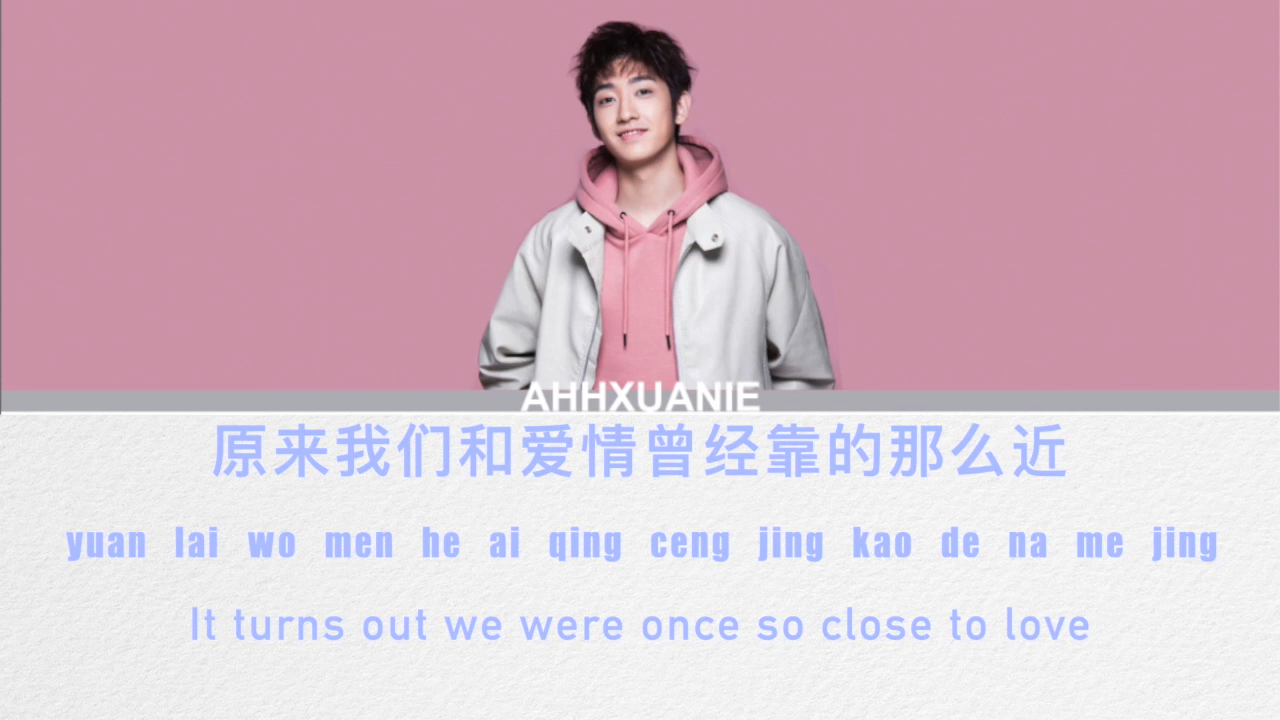 AHHXUANIE
原来我们和爱情曾经靠的那么近
yuan lai wo men he ai qing ceng jing kao de na me jing
It turns out we were once so close to love